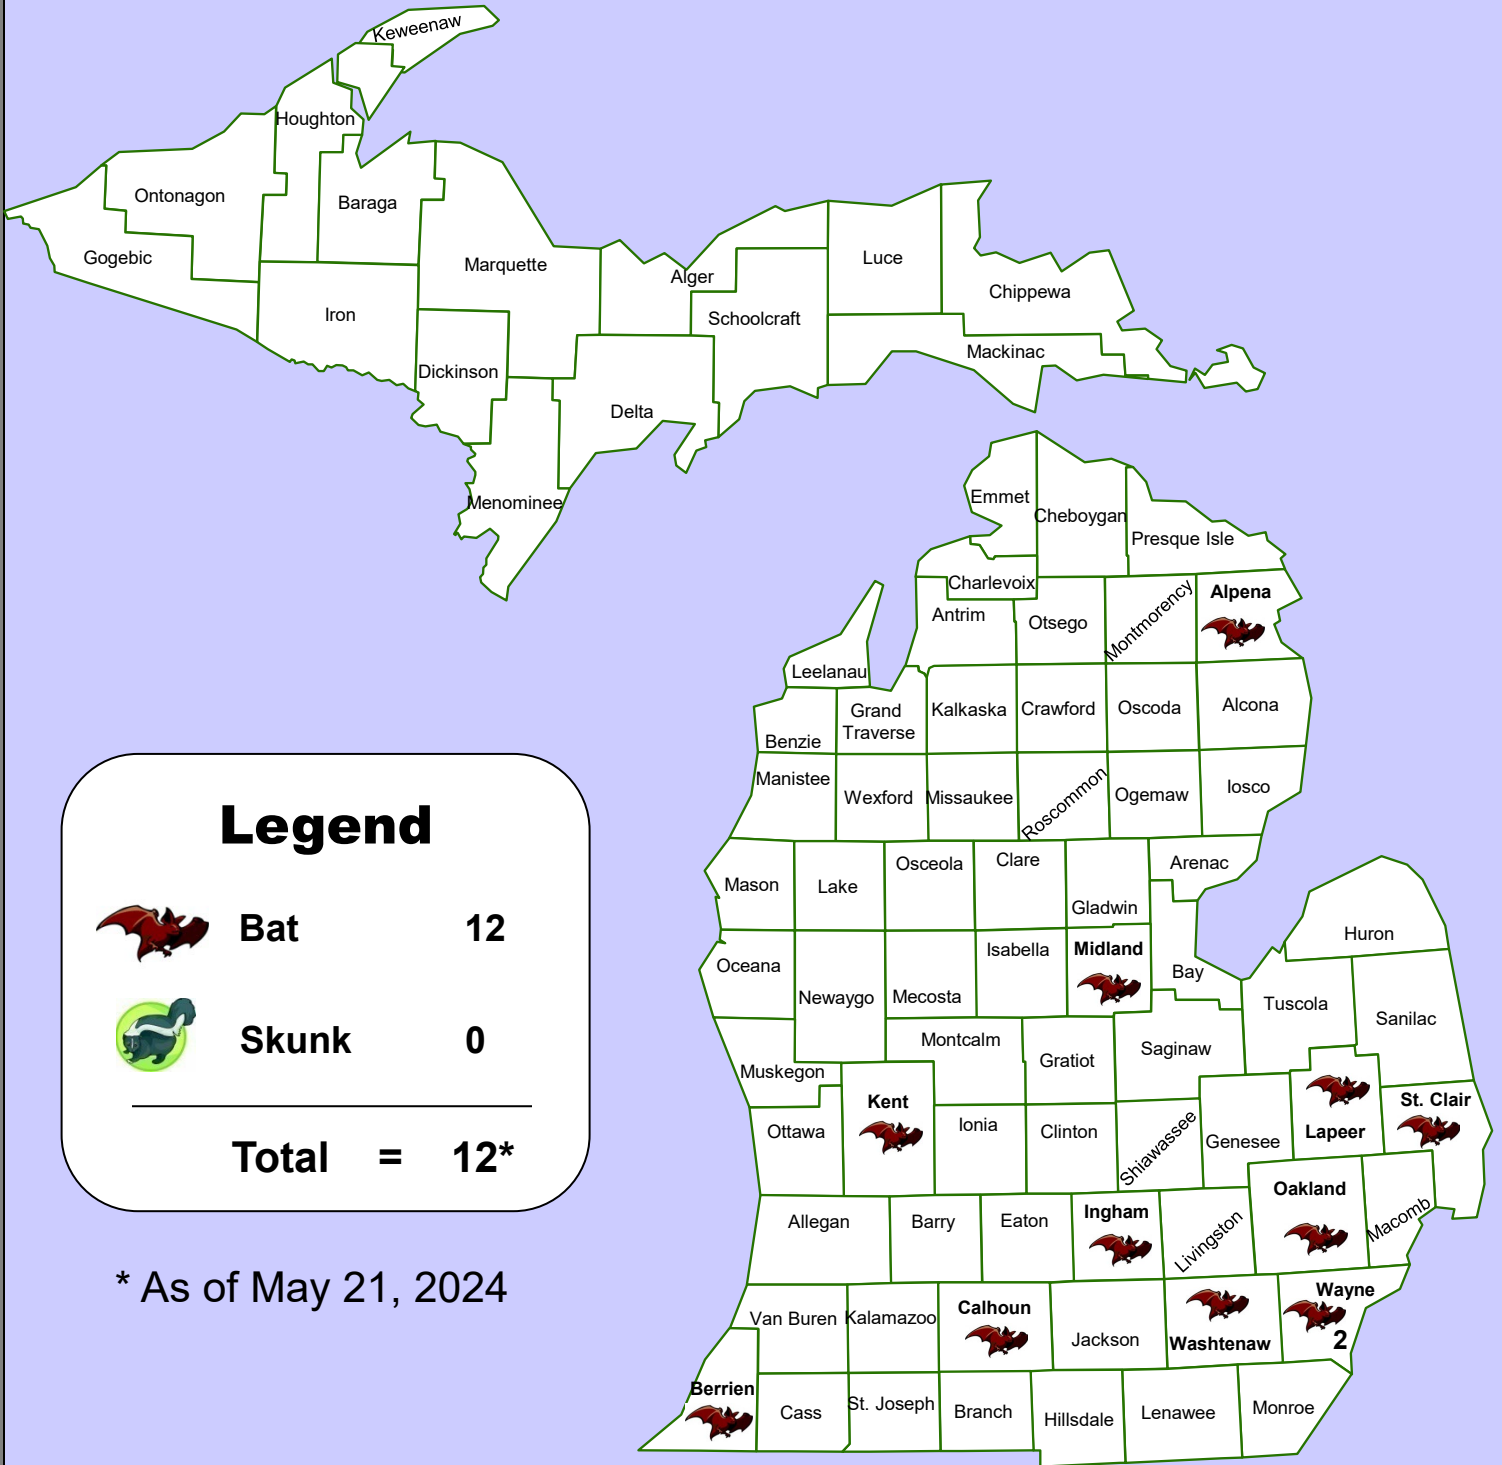 Keweenaw
Houghton
Ontonagon
Baraga
Gogebic
Marquette
Luce
Alger
Chippewa
Iron
Schoolcraft
Mackinac
Dickinson
Delta
Menominee
Emmet
Cheboygan
Presque Isle
Charlevoix
Alpena
Antrim
Otsego
Montmorency
Leelanau
Grand
Traverse
Kalkaska
Crawford
Oscoda
Alcona
Benzie
Manistee
Wexford
Missaukee
Roscommon
Ogemaw
Iosco
Mason
Lake
Osceola
Clare
Gladwin
Arenac
Huron
Oceana
Newaygo
Mecosta
Isabella
Midland
Bay
Tuscola
Sanilac
Muskegon
Montcalm
Gratiot
Saginaw
Kent
Ottawa
Ionia
Clinton
Shiawassee
Genesee
Lapeer
St. Clair
Allegan
Barry
Eaton
Ingham
Livingston
Oakland
Macomb
Van Buren
Kalamazoo
Calhoun
Jackson
Washtenaw
Wayne
2
Berrien
Cass
St. Joseph
Branch
Hillsdale
Lenawee
Monroe
Legend
Bat 12
Skunk 0
Total = 12*
* As of May 21, 2024